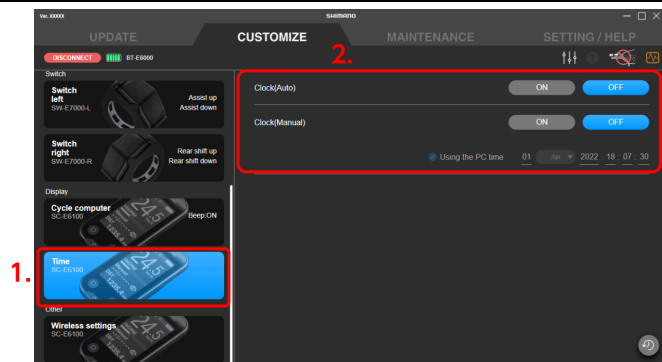 Ver. XXXXX
SHIMANO
UPDATE
CUSTOMIZE
MAINTENANCE
SETTING / HELP
2.
DISCONNECT
BT-E6000
Switch
Switch left
SW-E7000-L
Assist up
Assist down
Switch right
SW-E7000-R
Rear shift up
Rear shift down
Display
Cycle computer
SC-E6100
Beep:ON
1.
Time
SC-E6100
Other
Wireless settings
SC-E6100
Clock(Auto)
ON
OFF
Clock(Manual)
ON
OFF
Using the PC time
01 Apr 2022 18 : 07 : 30